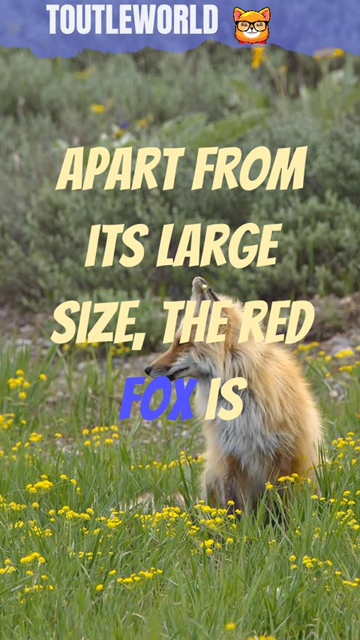 TOUTLEWORLD
APART FROM
ITS LARGE
SIZE, THE RED
FOX IS